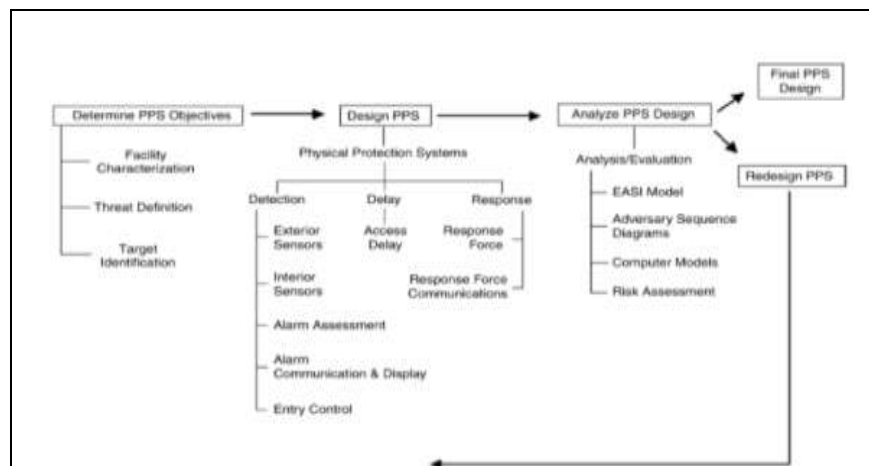 Final PPS
Design
Determine PPS Objectives
Design PPS
Analyze PPS Design
Redesign PPS
Facility
Characterization
Threat Definition
Target
Identification
Physical Protection Systems
Detection
Delay
Response
Exterior
Sensors
Interior
Sensors
Alarm Assessment
Alarm
Communication & Display
Entry Control
Access
Delay
Response
Force
Response Force
Communications
Analysis/Evaluation
EASI Model
Adversary Sequence
Diagrams
Computer Models
Risk Assessment